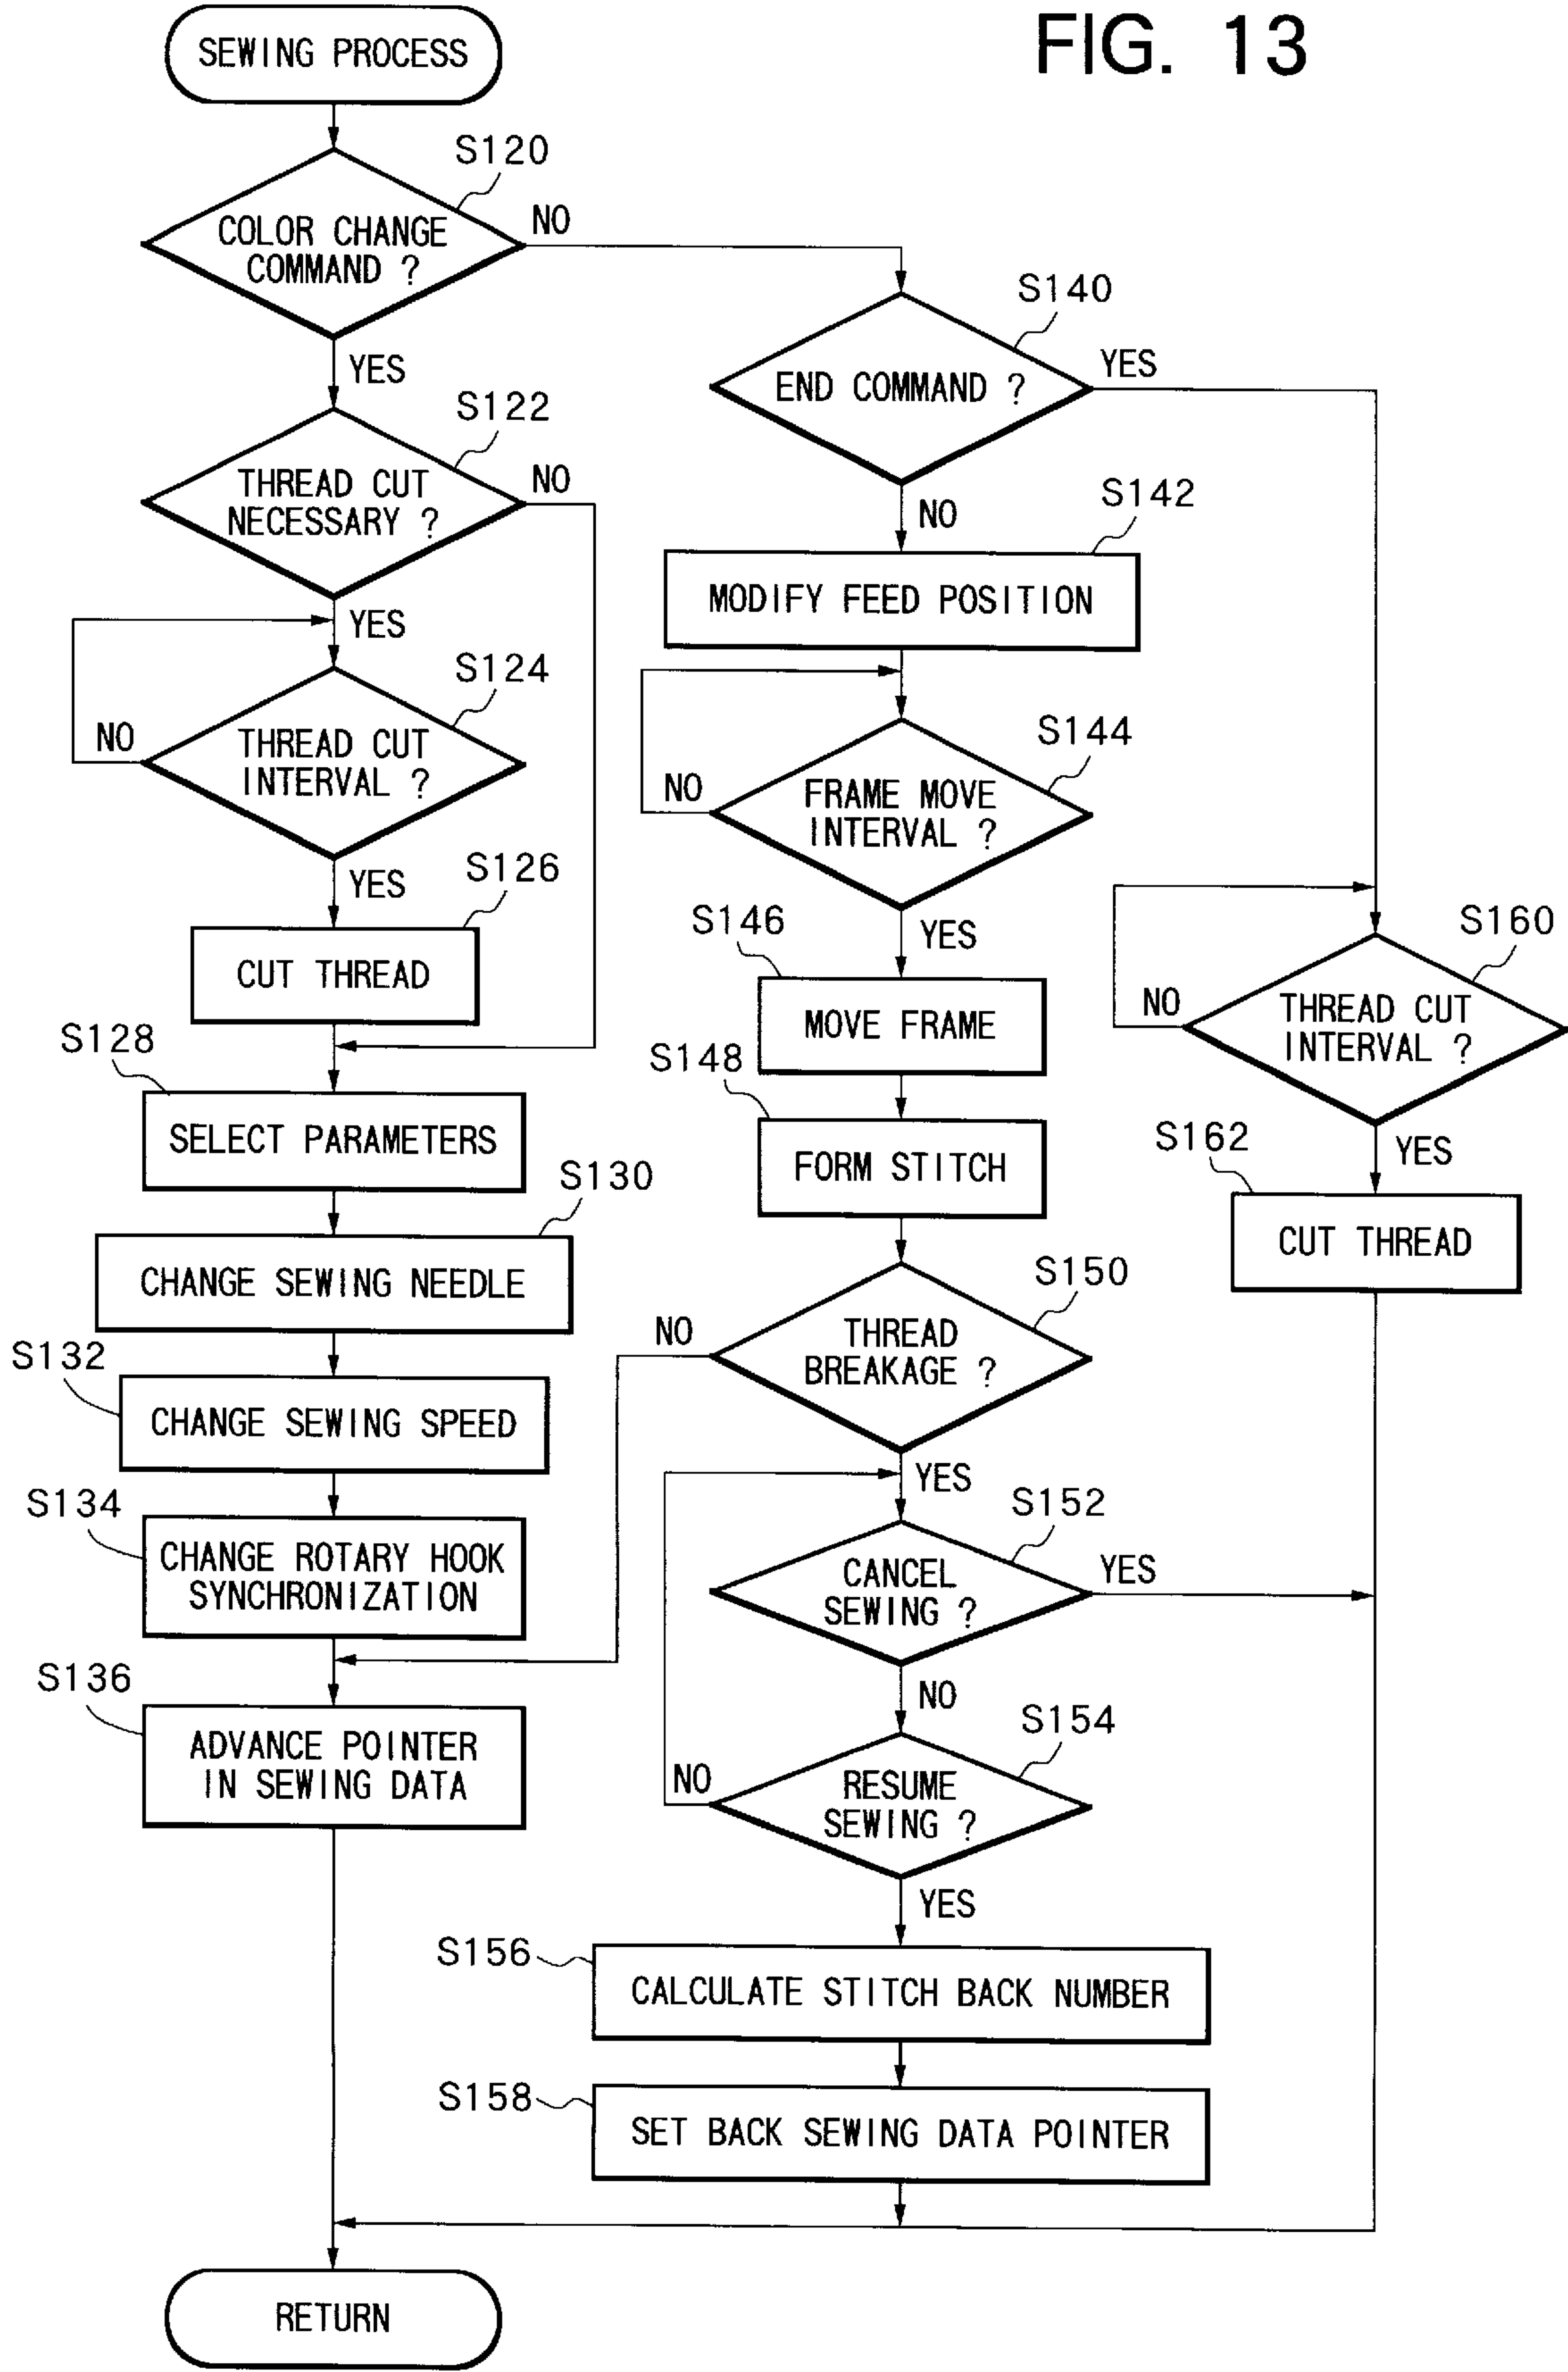 FIG. 13
SEWING PROCESS
S120
COLOR CHANGE
COMMAND ?
NO
YES
S122
THREAD CUT
NECESSARY ?
NO
YES
S124
THREAD CUT
INTERVAL ?
NO
YES
S126
CUT THREAD
S128
SELECT PARAMETERS
S130
CHANGE SEWING NEEDLE
S132
CHANGE SEWING SPEED
S134
CHANGE ROTARY HOOK
SYNCHRONIZATION
S136
ADVANCE POINTER
IN SEWING DATA
S140
END COMMAND ?
YES
NO
S142
MODIFY FEED POSITION
S144
FRAME MOVE
INTERVAL ?
NO
YES
S146
MOVE FRAME
S148
FORM STITCH
S150
THREAD
BREAKAGE ?
NO
YES
S152
CANCEL
SEWING ?
YES
NO
S154
RESUME
SEWING ?
NO
YES
S156
CALCULATE STITCH BACK NUMBER
S158
SET BACK SEWING DATA POINTER
S160
THREAD CUT
INTERVAL ?
NO
YES
S162
CUT THREAD
RETURN